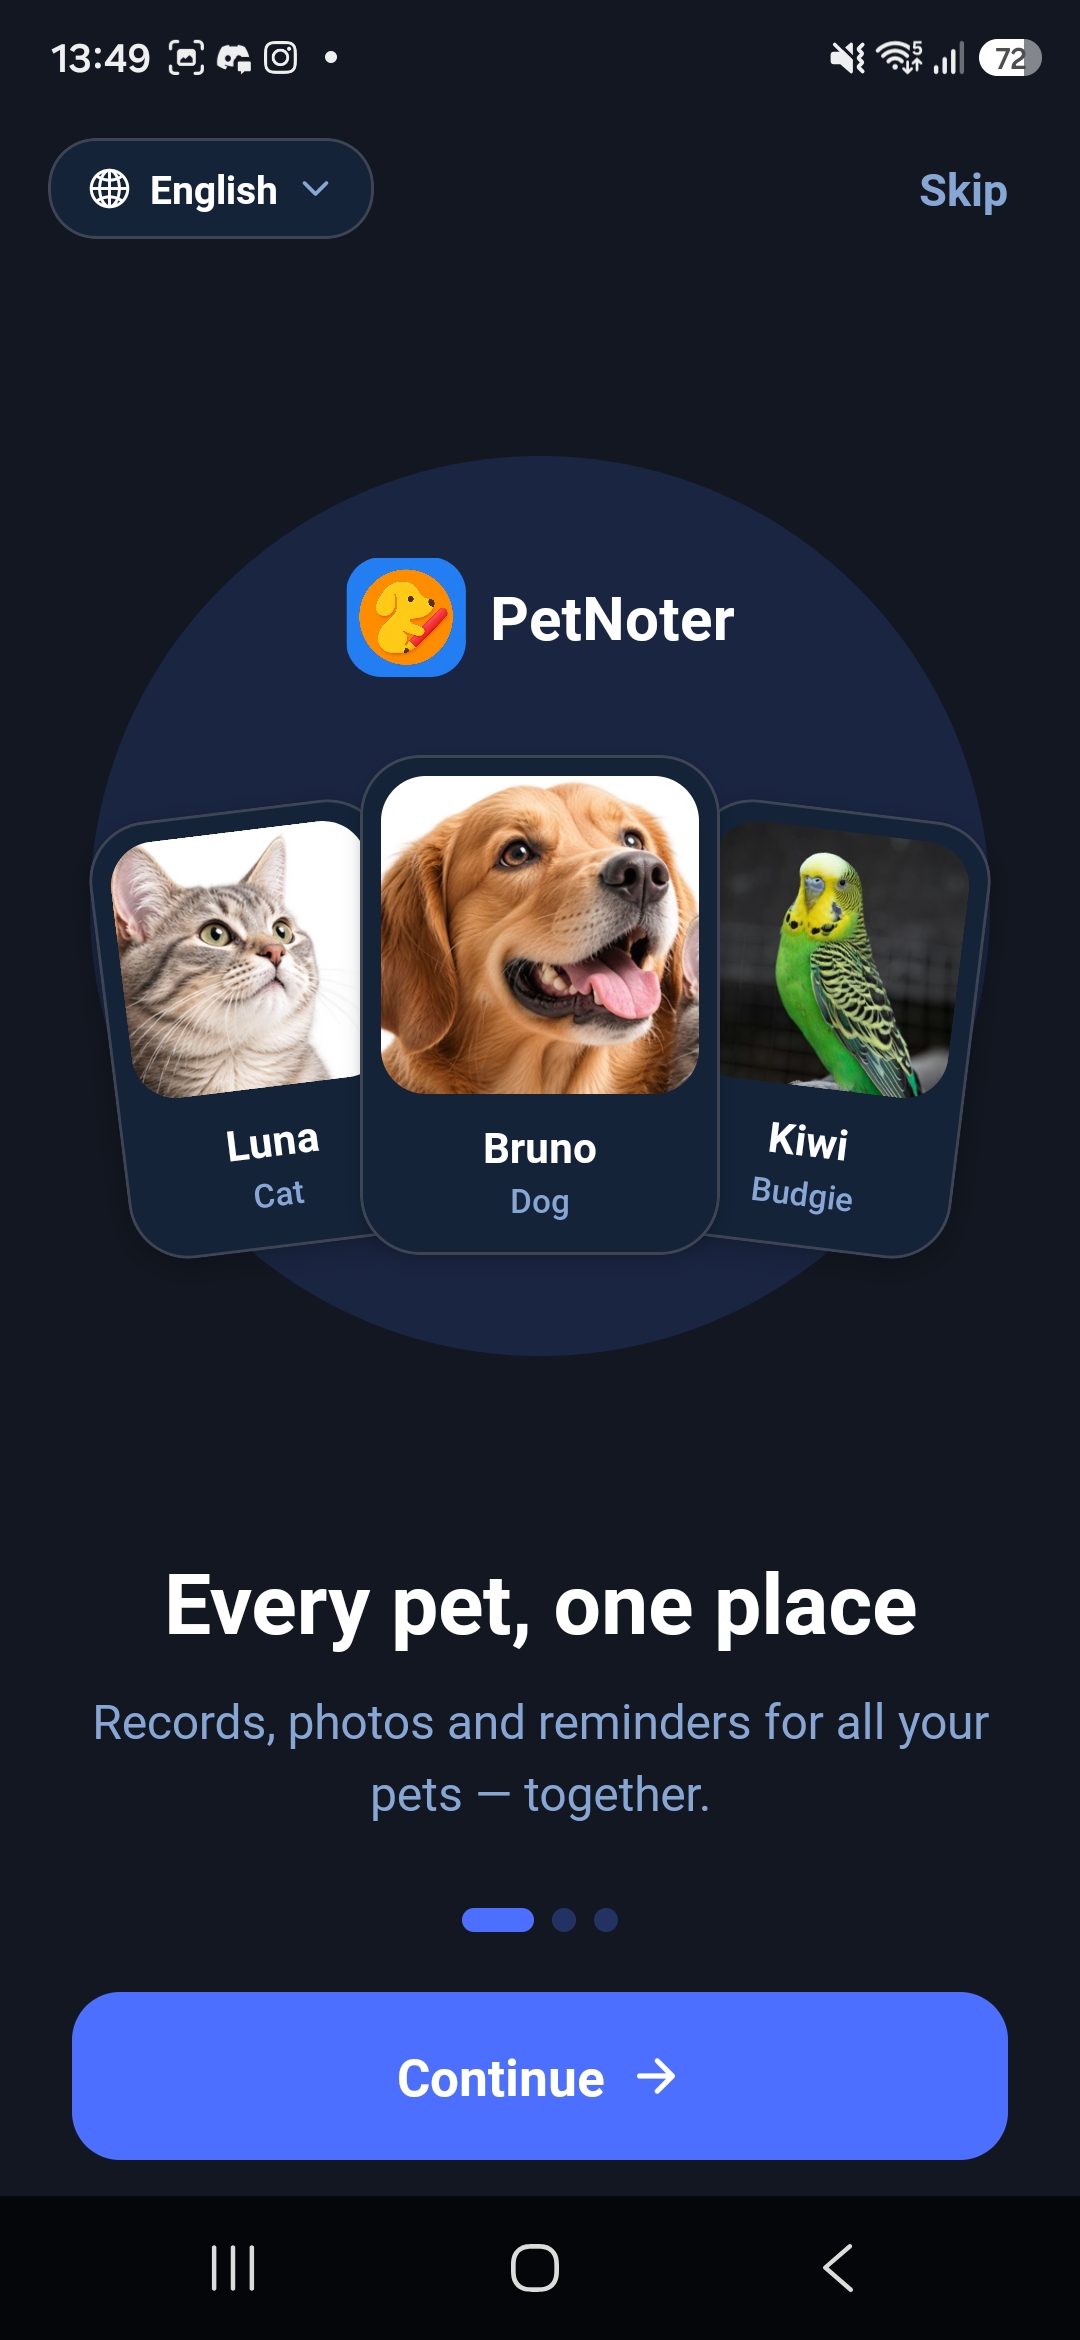 13:49
5
72
English
Skip
PetNoter
Luna
Cat
Bruno
Dog
Kiwi
Budgie
Every pet, one place
Records, photos and reminders for all your
pets — together.
Continue